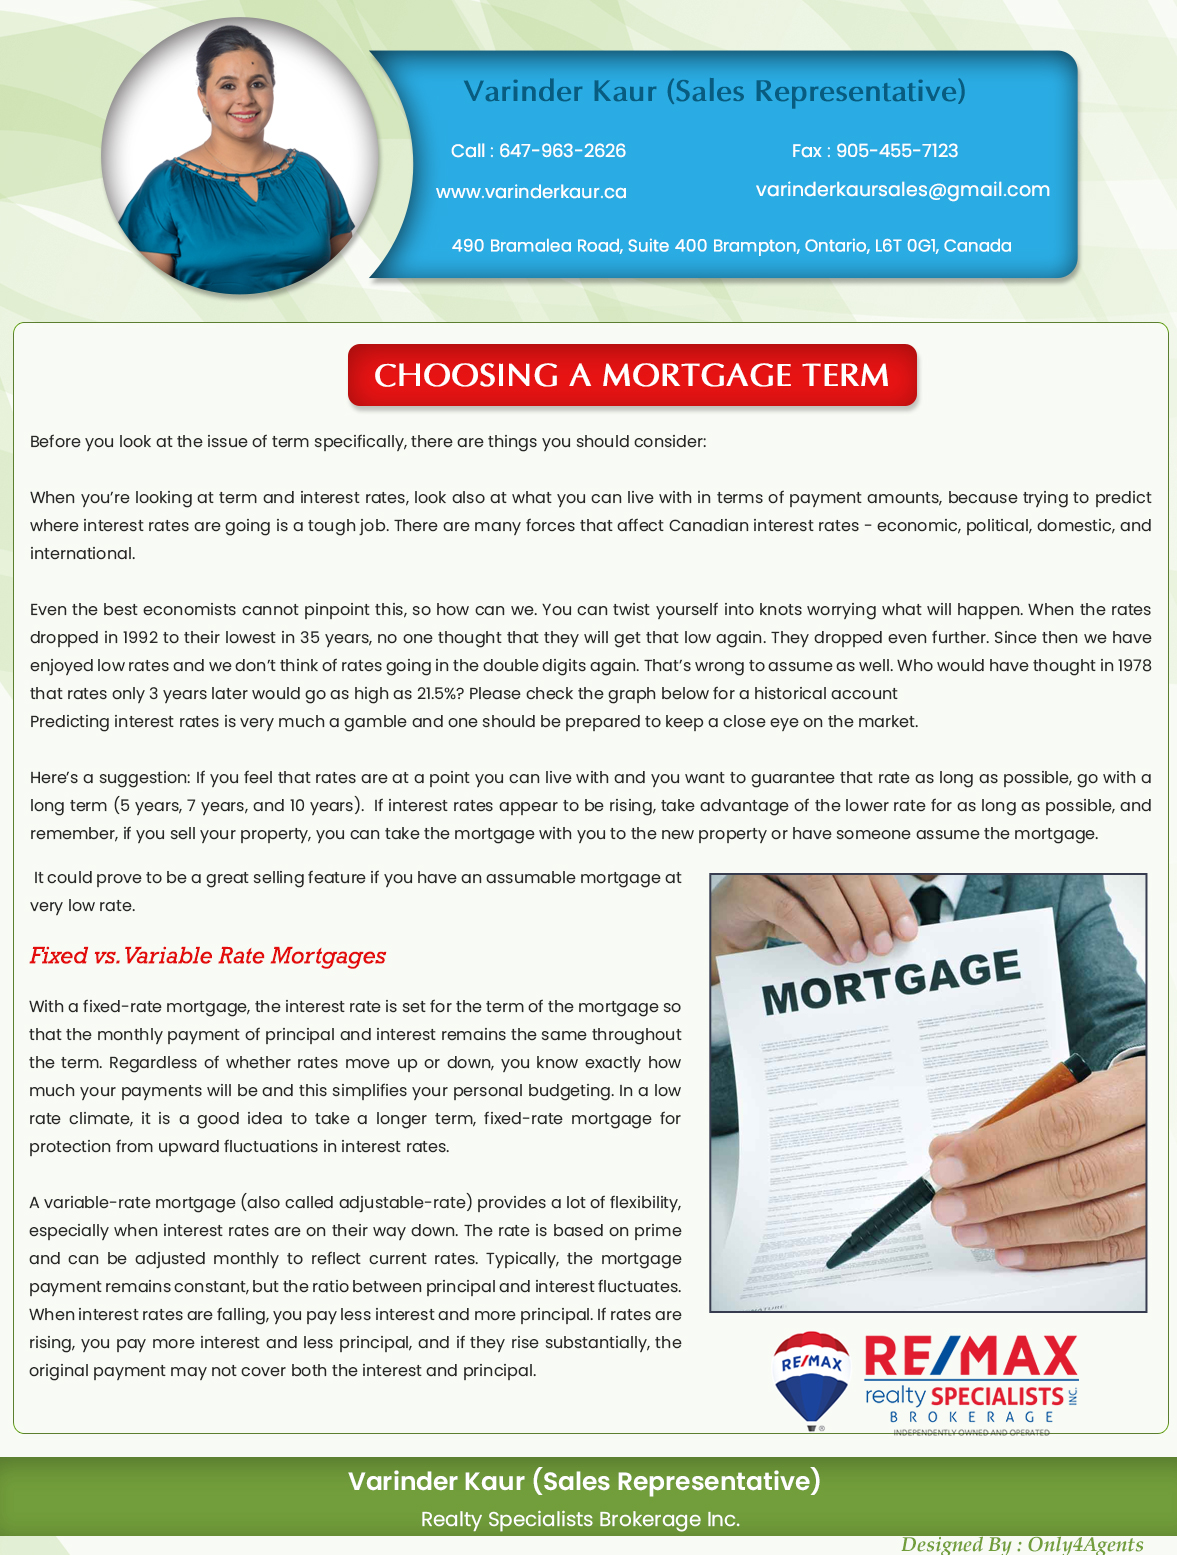 Varinder Kaur (Sales Representative)
Call : 647-963-2626
Fax : 905-455-7123
www.varinderkaur.ca
varinderkaursales@gmail.com
490 Bramalea Road, Suite 400 Brampton, Ontario, L6T 0G1, Canada
CHOOSING A MORTGAGE TERM
Before you look at the issue of term specifically, there are things you should consider:
When you’re looking at term and interest rates, look also at what you can live with in terms of payment amounts, because trying to predict
where interest rates are going is a tough job. There are many forces that affect Canadian interest rates - economic, political, domestic, and
international.
Even the best economists cannot pinpoint this, so how can we. You can twist yourself into knots worrying what will happen. When the rates
dropped in 1992 to their lowest in 35 years, no one thought that they will get that low again. They dropped even further. Since then we have
enjoyed low rates and we don’t think of rates going in the double digits again. That’s wrong to assume as well. Who would have thought in 1978
that rates only 3 years later would go as high as 21.5%? Please check the graph below for a historical account
Predicting interest rates is very much a gamble and one should be prepared to keep a close eye on the market.
Here’s a suggestion: If you feel that rates are at a point you can live with and you want to guarantee that rate as long as possible, go with a
long term (5 years, 7 years, and 10 years). If interest rates appear to be rising, take advantage of the lower rate for as long as possible, and
remember, if you sell your property, you can take the mortgage with you to the new property or have someone assume the mortgage.
It could prove to be a great selling feature if you have an assumable mortgage at
very low rate.
Fixed vs. Variable Rate Mortgages
With a fixed-rate mortgage, the interest rate is set for the term of the mortgage so
that the monthly payment of principal and interest remains the same throughout
the term. Regardless of whether rates move up or down, you know exactly how
much your payments will be and this simplifies your personal budgeting. In a low
rate climate, it is a good idea to take a longer term, fixed-rate mortgage for
protection from upward fluctuations in interest rates.
A variable-rate mortgage (also called adjustable-rate) provides a lot of flexibility,
especially when interest rates are on their way down. The rate is based on prime
and can be adjusted monthly to reflect current rates. Typically, the mortgage
payment remains constant, but the ratio between principal and interest fluctuates.
When interest rates are falling, you pay less interest and more principal. If rates are
rising, you pay more interest and less principal, and if they rise substantially, the
original payment may not cover both the interest and principal.
MORTGAGE
RE/MAX
®
RE/MAX
realty SPECIALISTS INC.
BROKERAGE
INDEPENDENTLY OWNED AND OPERATED
Varinder Kaur (Sales Representative)
Realty Specialists Brokerage Inc.
Designed By : Only4Agents